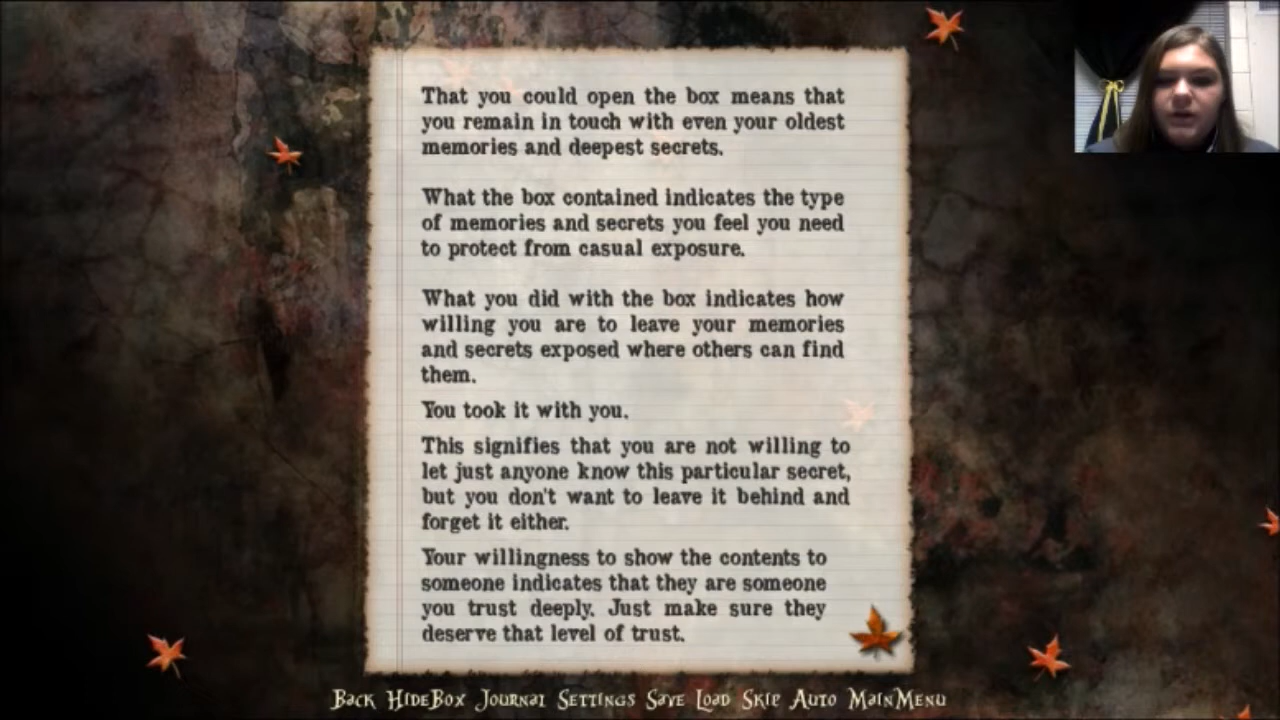 That you could open the box means that
you remain in touch with even your oldest
memories and deepest secrets.
What the box contained indicates the type
of memories and secrets you feel you need
to protect from casual exposure.
What you did with the box indicates how
willing you are to leave your memories
and secrets exposed where others can find
them.
You took it with you.
This signifies that you are not willing to
let just anyone know this particular secret,
but you don't want to leave it behind and
forget it either.
Your willingness to show the contents to
someone indicates that they are someone
you trust deeply. Just make sure they
deserve that level of trust.
Back HideBox Journal Settings Save Load Skip Auto MainMenu